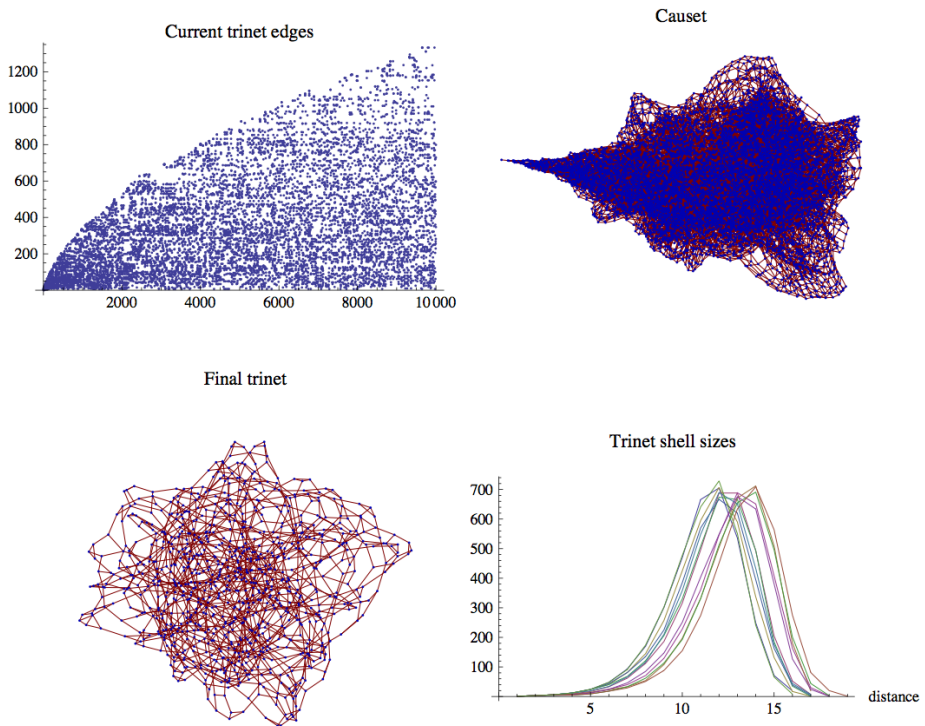 Current trinet edges
Causet
1200
1000
800
600
400
200
2000 4000 6000 8000 10 000
Final trinet
Trinet shell sizes
700
600
500
400
300
200
100
5 10 15 distance